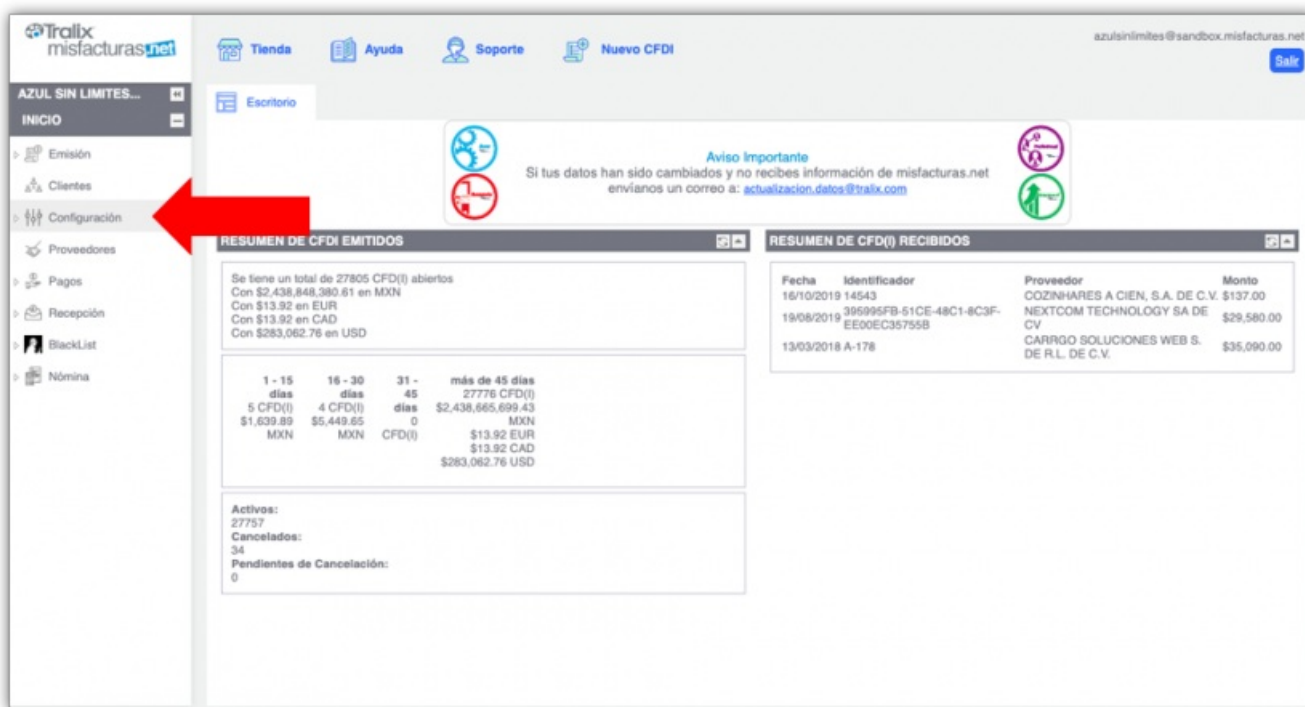 Tralix
misfacturas.net
Tienda
Ayuda
Soporte
Nuevo CFDI
azulsinlimites@sandbox.misfacturas.net
Salir
AZUL SIN LIMITES...
INICIO
Emisión
Clientes
Configuración
Proveedores
Pagos
Recepción
BlackList
Nómina
Escritorio
Aviso Importante
Si tus datos han sido cambiados y no recibes información de misfacturas.net
envíanos un correo a: actualizacion.datos@tralix.com
RESUMEN DE CFDI EMITIDOS
Se tiene un total de 27805 CFD(I) abiertos
Con $2,438,848,380.61 en MXN
Con $13.92 en EUR
Con $13.92 en CAD
Con $283,062.76 en USD
1 - 15 16 - 30 31 - más de 45 días
días días 45 27776 CFD(I)
5 CFD(I) 4 CFD(I) días $2,438,665,699.43
$1,639.89 $5,449.65 0 MXN
MXN MXN CFD(I) $13.92 EUR
$13.92 CAD
$283,062.76 USD
Activos:
27757
Cancelados:
34
Pendientes de Cancelación:
0
RESUMEN DE CFD(I) RECIBIDOS
Fecha Identificador Proveedor Monto
16/10/2019 14543 COZINHARES A CIEN, S.A. DE C.V. $137.00
19/08/2019 395995FB-51CE-48C1-8C3F-EE00EC35755B NEXTCOM TECHNOLOGY SA DE CV $29,580.00
13/03/2018 A-178 CARRGO SOLUCIONES WEB S. DE R.L. DE C.V. $35,090.00